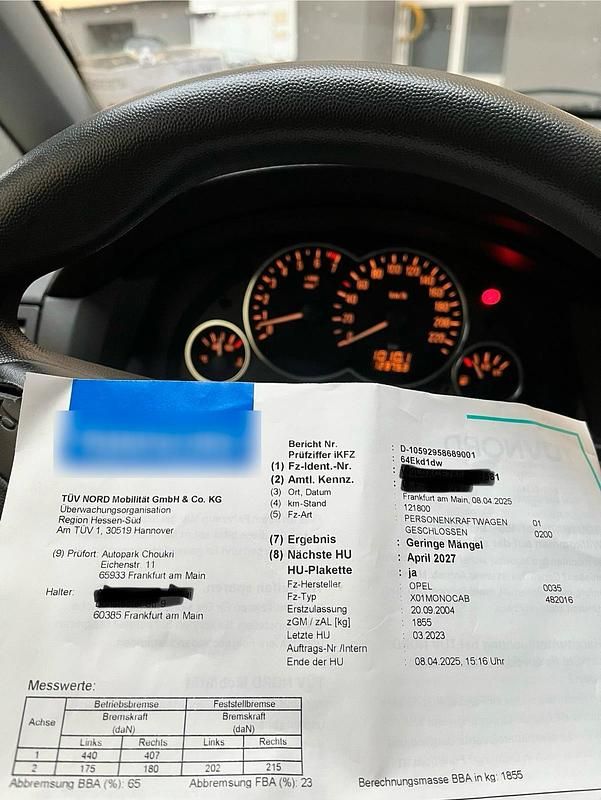 Bericht Nr. : D-10592958689001
Prüfziffer iKFZ : 64Ekd1dw
(1) Fz-Ident.-Nr. :
(2) Amtl. Kennz. :
(3) Ort, Datum : Frankfurt am Main, 08.04.2025
(4) km-Stand : 121800
(5) Fz-Art : PERSONENKRAFTWAGEN 01
GESCHLOSSEN 0200
(7) Ergebnis : Geringe Mängel
(8) Nächste HU : April 2027
HU-Plakette : ja
Fz-Hersteller : OPEL 0035
Fz-Typ : X01MONOCAB 482016
Erstzulassung : 20.09.2004
zGM / zAL [kg] : 1855
Letzte HU : 03.2023
Auftrags-Nr /Intern :
Ende der HU : 08.04.2025, 15:16 Uhr
TÜV NORD Mobilität GmbH & Co. KG
Überwachungsorganisation
Region Hessen-Süd
Am TÜV 1, 30519 Hannover
(9) Prüfort: Autopark Choukri
Eichenstr 11
65933 Frankfurt am Main
Halter:
60385 Frankfurt am Main
Messwerte:
Achse
Betriebsbremse Feststellbremse
Bremskraft Bremskraft
(daN) (daN)
Links Rechts Links Rechts
1 440 407
2 175 180 202 215
Abbremsung BBA (%): 65 Abbremsung FBA (%): 23
Berechnungsmasse BBA in kg: 1855